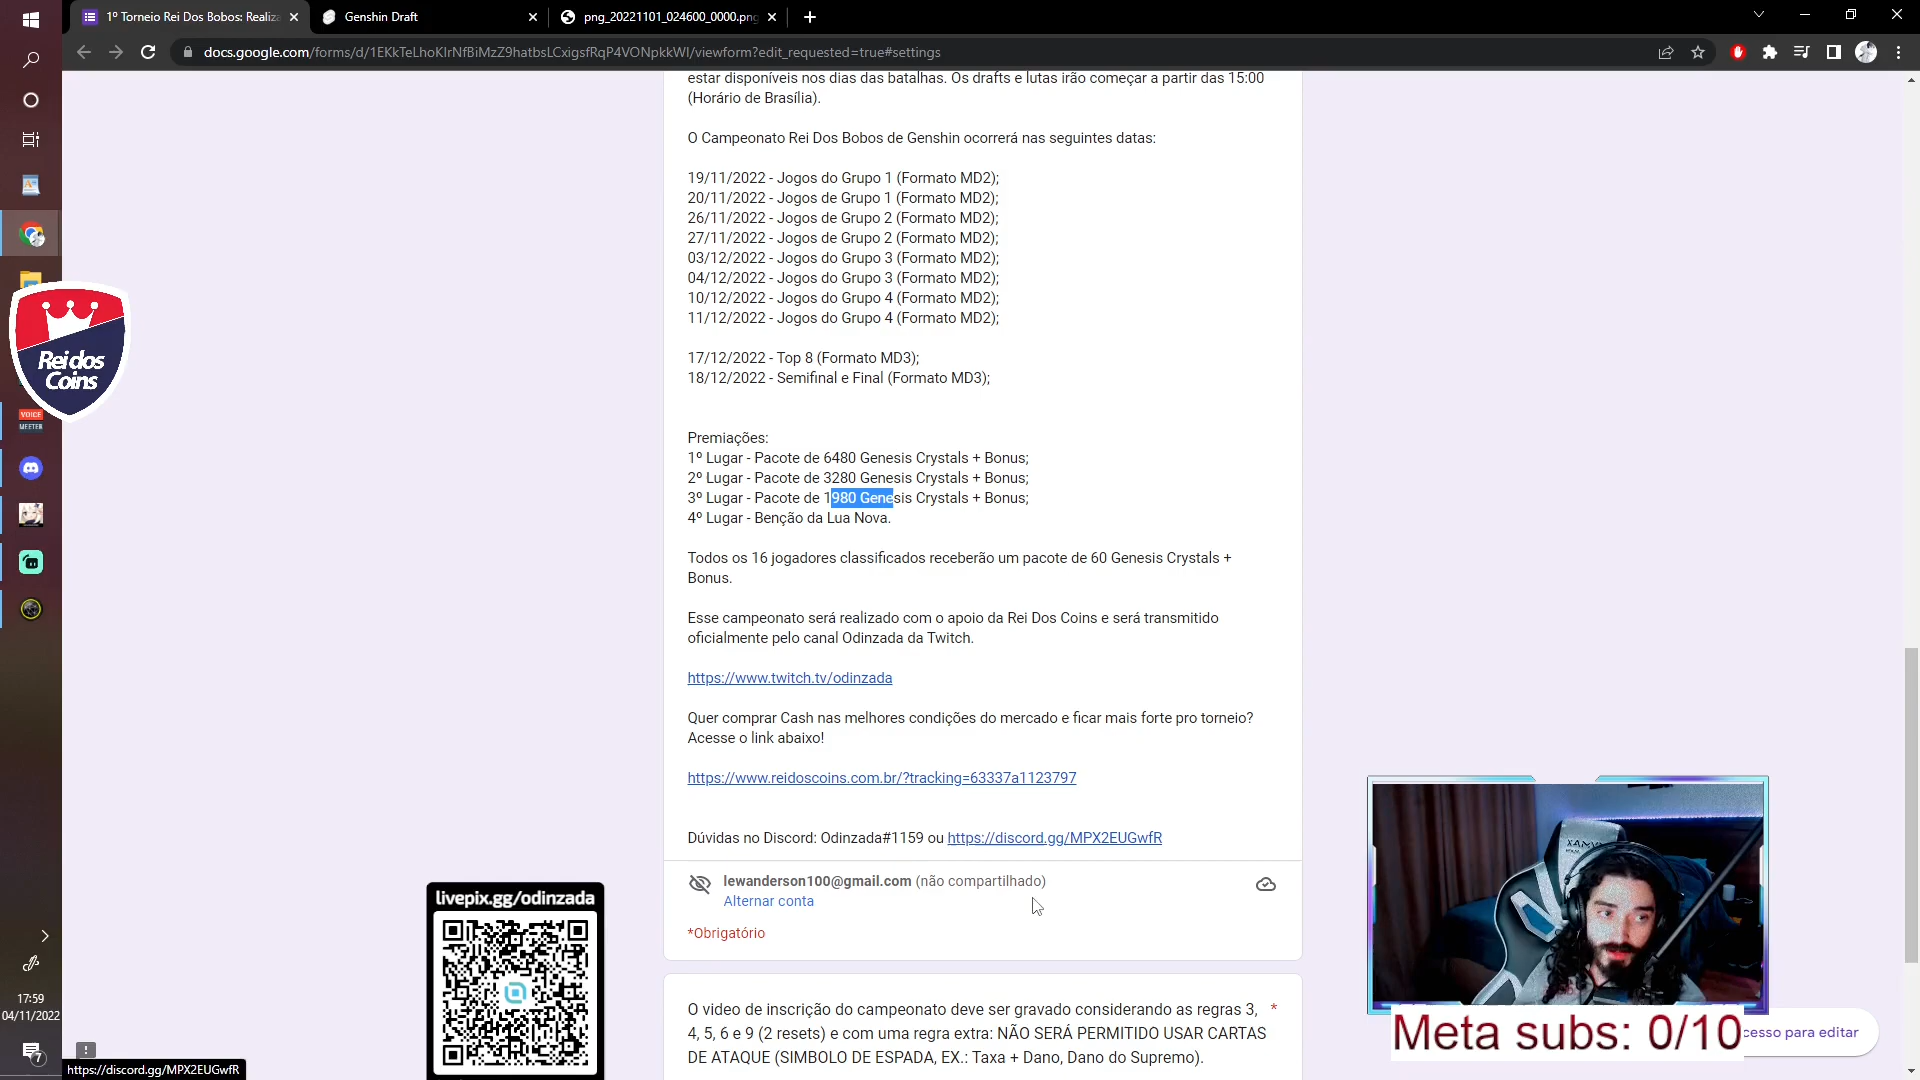 1º Torneio Rei Dos Bobos: Realiza
Genshin Draft
png_20221101_024600_0000.png
docs.google.com/forms/d/1EKkTeLhoKIrNfBiMzZ9hatbsLCxigsfRqP4VONpkkWI/viewform?edit_requested=true#settings
estar disponíveis nos dias das batalhas. Os drafts e lutas irão começar a partir das 15:00
(Horário de Brasília).
O Campeonato Rei Dos Bobos de Genshin ocorrerá nas seguintes datas:
19/11/2022 - Jogos do Grupo 1 (Formato MD2);
20/11/2022 - Jogos de Grupo 1 (Formato MD2);
26/11/2022 - Jogos de Grupo 2 (Formato MD2);
27/11/2022 - Jogos de Grupo 2 (Formato MD2);
03/12/2022 - Jogos do Grupo 3 (Formato MD2);
04/12/2022 - Jogos do Grupo 3 (Formato MD2);
10/12/2022 - Jogos do Grupo 4 (Formato MD2);
11/12/2022 - Jogos do Grupo 4 (Formato MD2);
17/12/2022 - Top 8 (Formato MD3);
18/12/2022 - Semifinal e Final (Formato MD3);
Premiações:
1º Lugar - Pacote de 6480 Genesis Crystals + Bonus;
2º Lugar - Pacote de 3280 Genesis Crystals + Bonus;
3º Lugar - Pacote de 1980 Genesis Crystals + Bonus;
4º Lugar - Benção da Lua Nova.
Todos os 16 jogadores classificados receberão um pacote de 60 Genesis Crystals +
Bonus.
Esse campeonato será realizado com o apoio da Rei Dos Coins e será transmitido
oficialmente pelo canal Odinzada da Twitch.
https://www.twitch.tv/odinzada
Quer comprar Cash nas melhores condições do mercado e ficar mais forte pro torneio?
Acesse o link abaixo!
https://www.reidoscoins.com.br/?tracking=63337a1123797
Dúvidas no Discord: Odinzada#1159 ou https://discord.gg/MPX2EUGwfR
lewanderson100@gmail.com (não compartilhado)
Alternar conta
*Obrigatório
O video de inscrição do campeonato deve ser gravado considerando as regras 3, *
4, 5, 6 e 9 (2 resets) e com uma regra extra: NÃO SERÁ PERMITIDO USAR CARTAS
DE ATAQUE (SIMBOLO DE ESPADA, EX.: Taxa + Dano, Dano do Supremo).
Rei dos
Coins
VOICE
MEETER
livepix.gg/odinzada
Meta subs: 0/10
cesso para editar
17:59
04/11/2022
7
https://discord.gg/MPX2EUGwfR